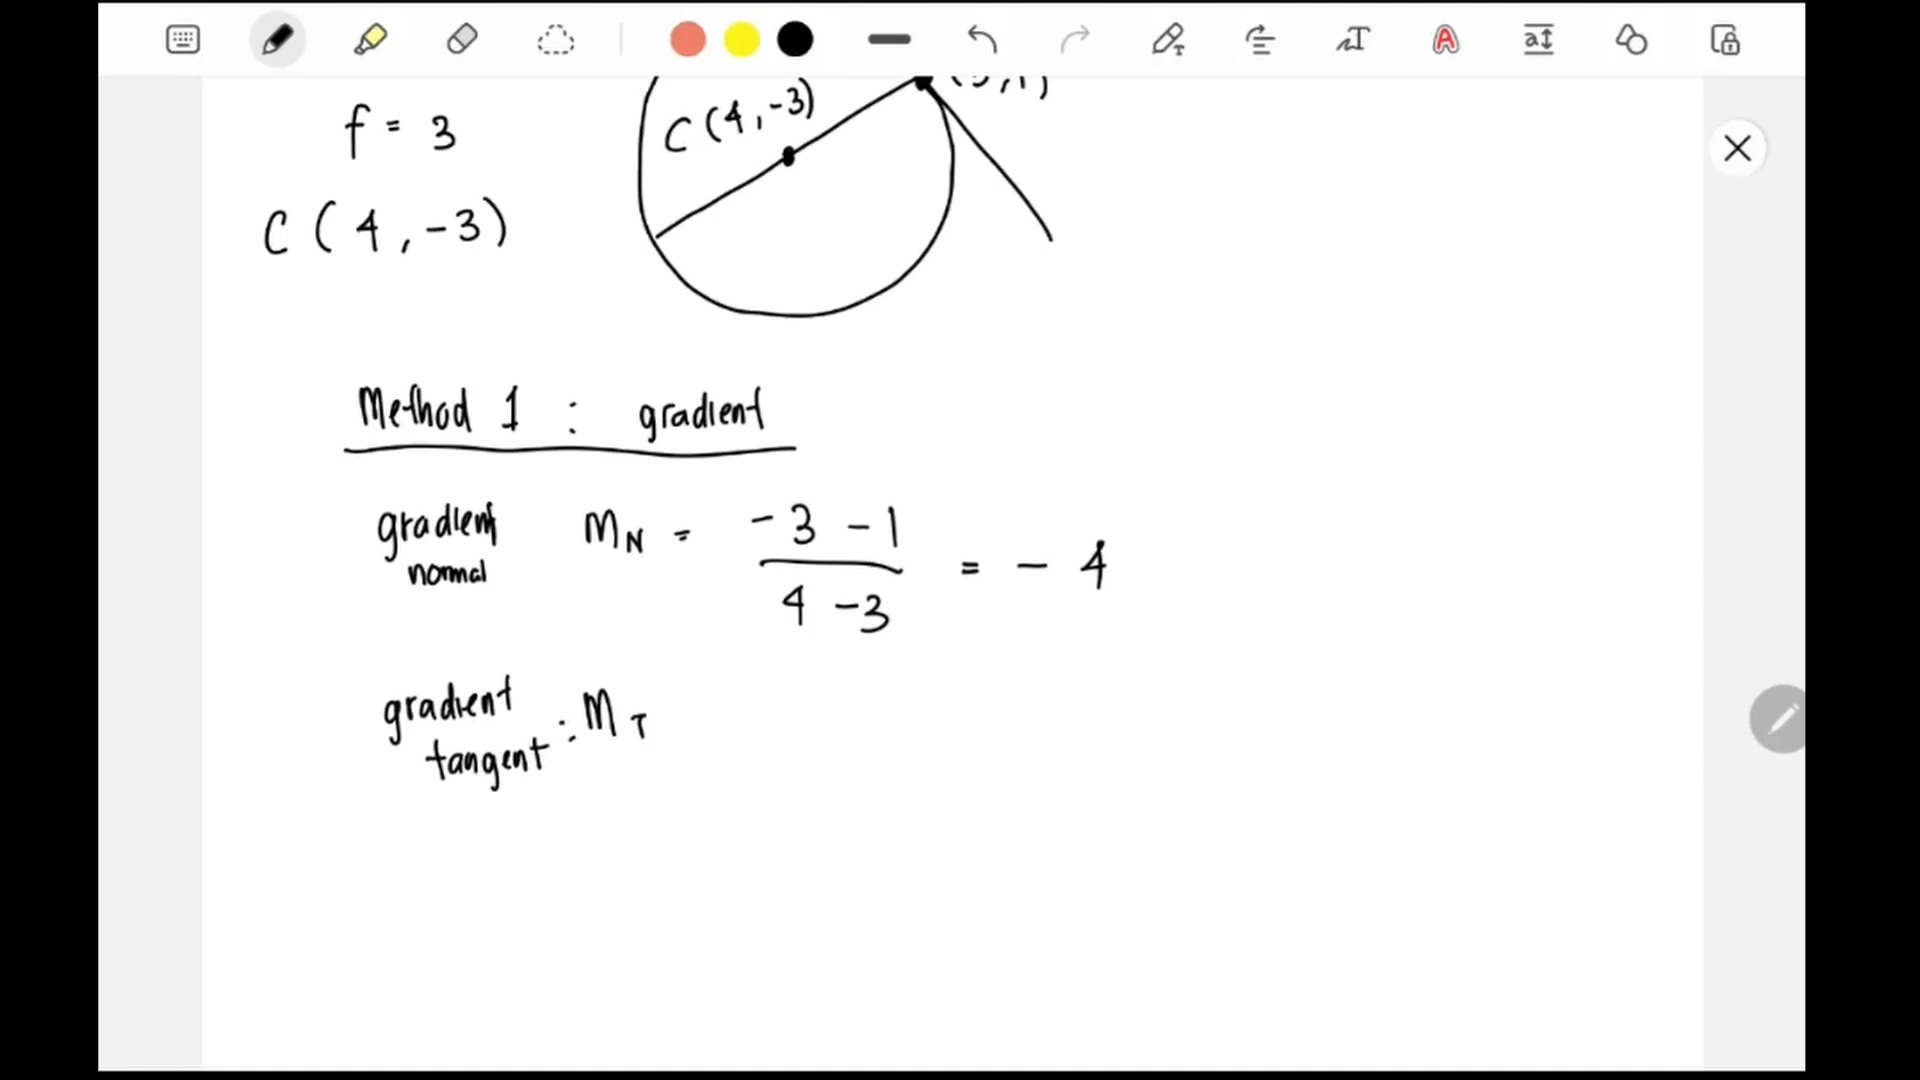 f = 3
C (4, -3)
C (4, -3)
Method 1 : gradient
gradient normal M_N = \frac{-3 -1}{4 -3} = - 4
gradient tangent : M_T